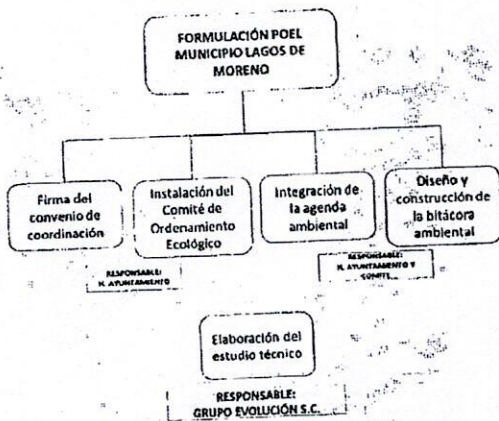 FORMULACIÓN POEL
MUNICIPIO LAGOS DE
MORENO
Firma del
convenio de
coordinación
Instalación del
Comité de
Ordenamiento
Ecológico
Integración de
la agenda
ambiental
Diseño y
construcción de
la bitácora
ambiental
RESPONSABLE:
H. AYUNTAMIENTO
RESPONSABLE:
H. AYUNTAMIENTO Y
COMITÉ
Elaboración del
estudio técnico
RESPONSABLE:
GRUPO EVOLUCIÓN S.C.